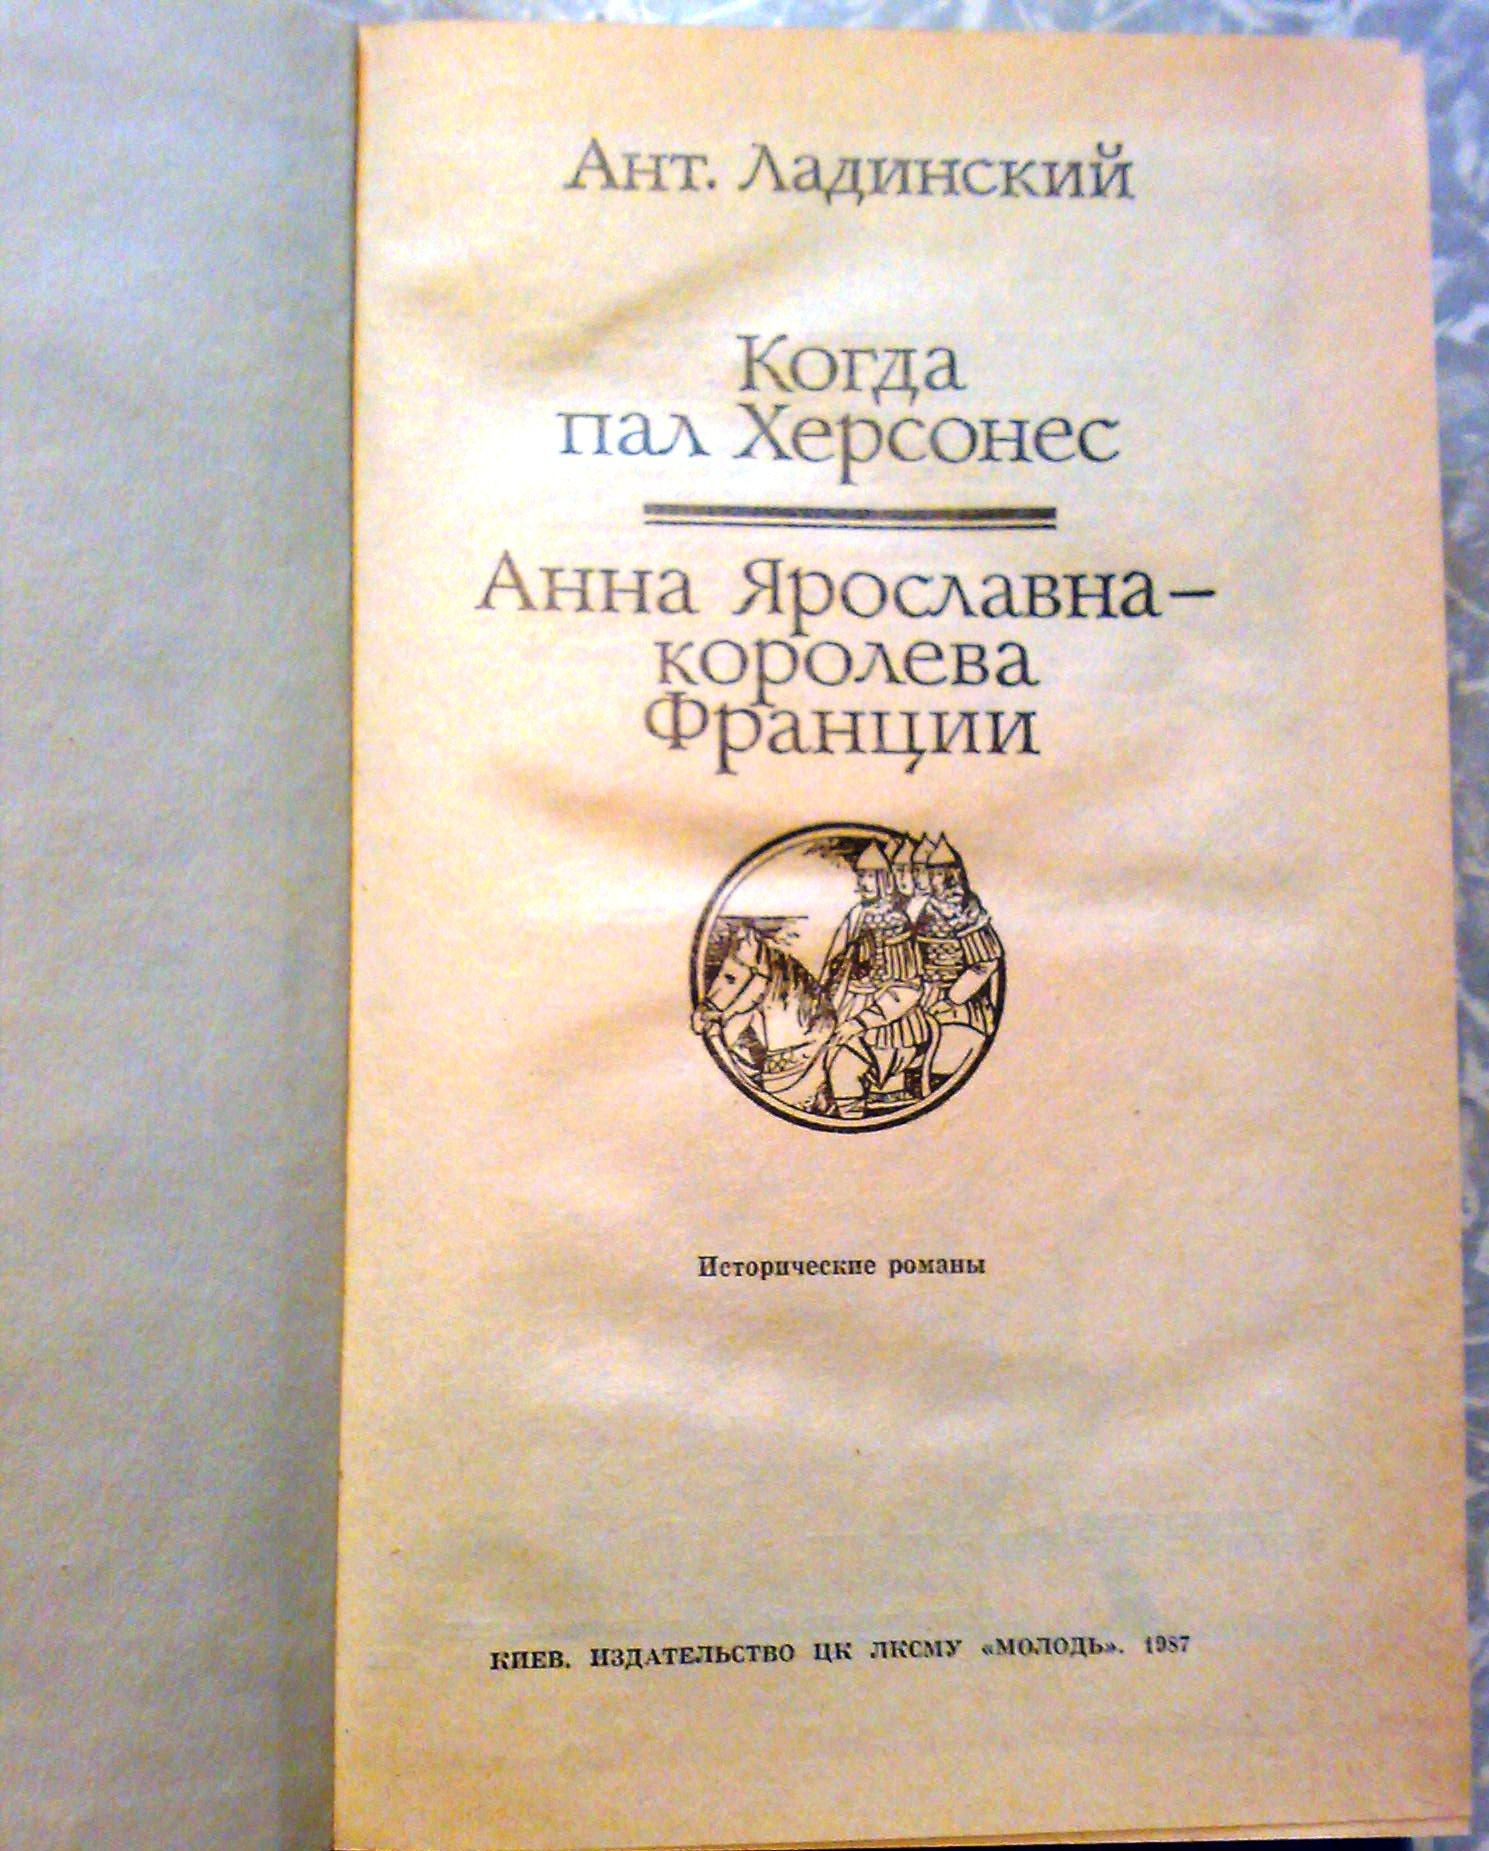 Ант. Ладинский
Когда
пал Херсонес
Анна Ярославна –
королева
Франции
Исторические романы
КИЕВ. ИЗДАТЕЛЬСТВО ЦК ЛКСМУ «МОЛОДЬ». 1987